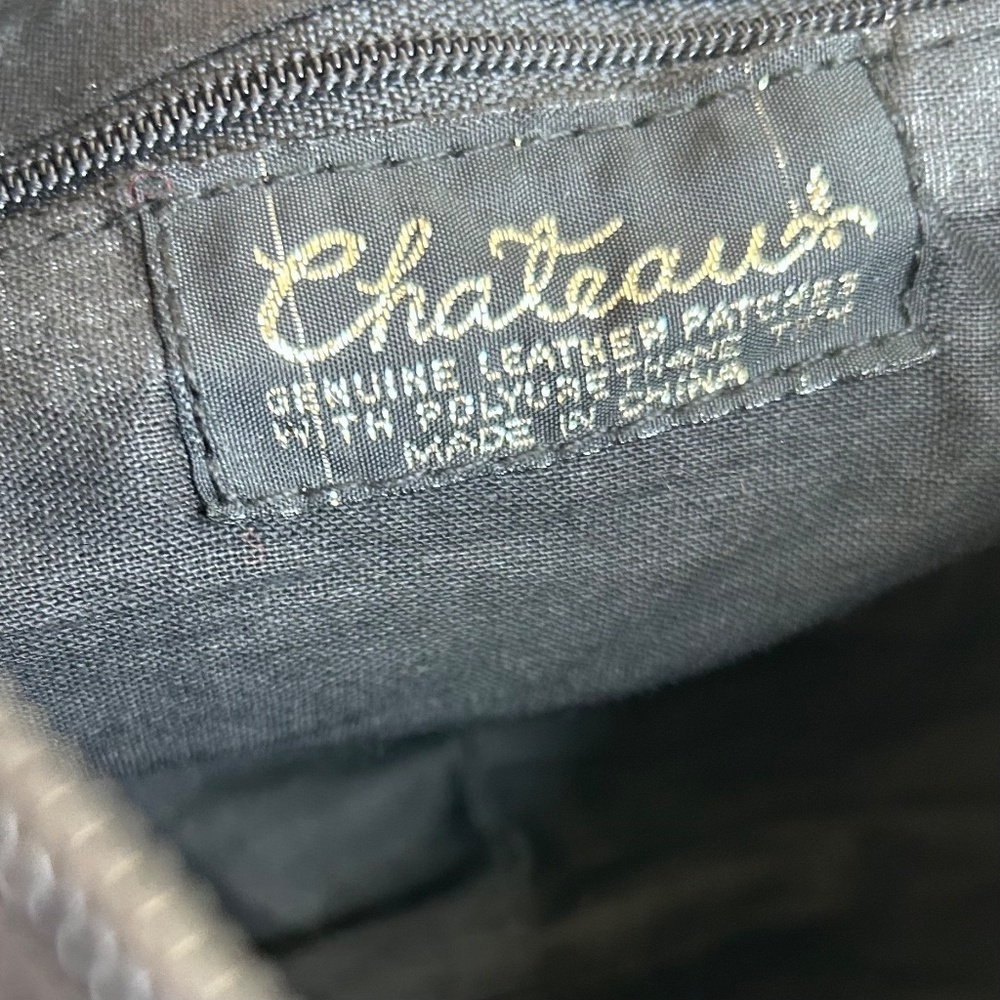 Chateau
GENUINE LEATHER PATCHES
WITH POLYURETHANE TRIM
MADE IN CHINA